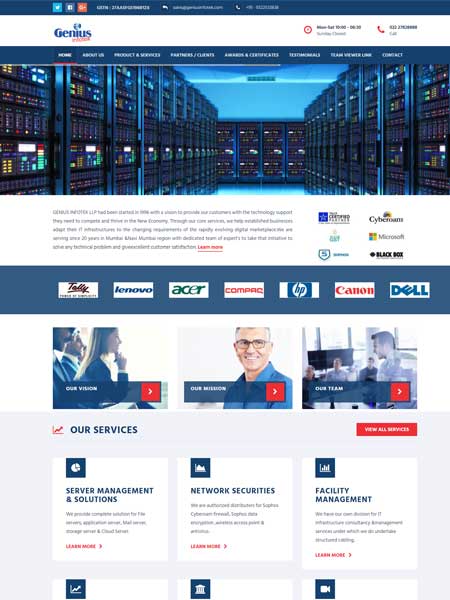 GSTN : 27AASFG5196R1Z8 sales@geniusinfotek.com
Genius
infotek
Mon-Sat 10:00 - 06:30 022 27828888
Sunday Closed Call
HOME ABOUT US PRODUCT & SERVICES PARTNERS / CLIENTS AWARDS & CERTIFICATES TESTIMONIALS TEAM VIEWER LINK CONTACT
GENIUS INFOTEK LLP had been started in 1996 with a vision to provide our customers with the technology support
they need to compete and thrive in the New Economy. Through our core services, we help established businesses
adapt their IT infrastructures to the changing requirements of the rapidly evolving digital marketplace.We are
serving since 20 years in Mumbai &Navi Mumbai region with dedicated team of expert's to take that initiative to
solve any technical problem and giveexcellent customer satisfaction. Learn more
CERTIFIED
PARTNER
Cyberoam
Microsoft
SOPHOS
BLACK BOX
Tally
POWER OF SIMPLICITY
lenovo
acer
COMPAQ
hp
Canon
DELL
OUR VISION OUR MISSION OUR TEAM
OUR SERVICES VIEW ALL SERVICES
SERVER MANAGEMENT
& SOLUTIONS
We provide complete solution for File
servers, application server, Mail server,
storage server & Cloud Server.
LEARN MORE
NETWORK SECURITIES
We are authorized distributors for Sophos
Cyberoam firewall, Sophos data
encryption ,wireless access point &
antivirus.
LEARN MORE
FACILITY
MANAGEMENT
We have our own division for IT
infrastructure consultancy &management
services under which we do undertake
structured cabling.
LEARN MORE